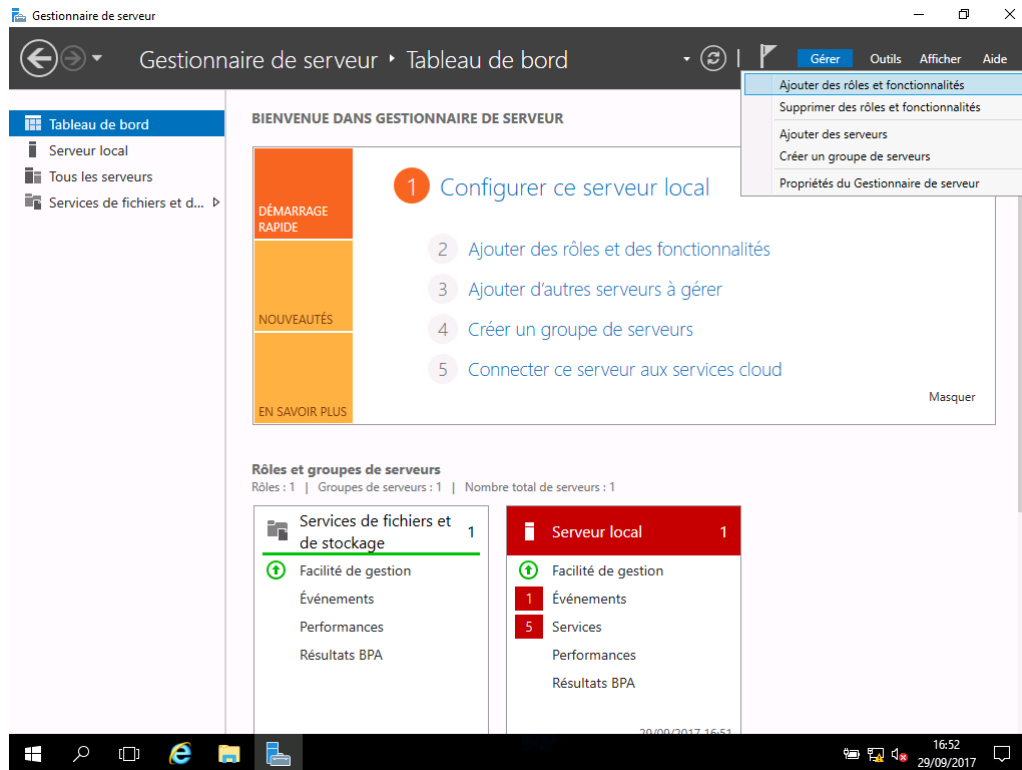 Gestionnaire de serveur
Gestionnaire de serveur • Tableau de bord
Gérer Outils Afficher Aide
Ajouter des rôles et fonctionnalités
Supprimer des rôles et fonctionnalités
Ajouter des serveurs
Créer un groupe de serveurs
Propriétés du Gestionnaire de serveur
Tableau de bord
Serveur local
Tous les serveurs
Services de fichiers et d...
BIENVENUE DANS GESTIONNAIRE DE SERVEUR
DÉMARRAGE
RAPIDE
NOUVEAUTÉS
EN SAVOIR PLUS
1 Configurer ce serveur local
2 Ajouter des rôles et des fonctionnalités
3 Ajouter d’autres serveurs à gérer
4 Créer un groupe de serveurs
5 Connecter ce serveur aux services cloud
Masquer
Rôles et groupes de serveurs
Rôles : 1 | Groupes de serveurs : 1 | Nombre total de serveurs : 1
Services de fichiers et
de stockage
1
Facilité de gestion
Événements
Performances
Résultats BPA
Serveur local 1
Facilité de gestion
1 Événements
5 Services
Performances
Résultats BPA
29/09/2017 16:51
16:52
29/09/2017